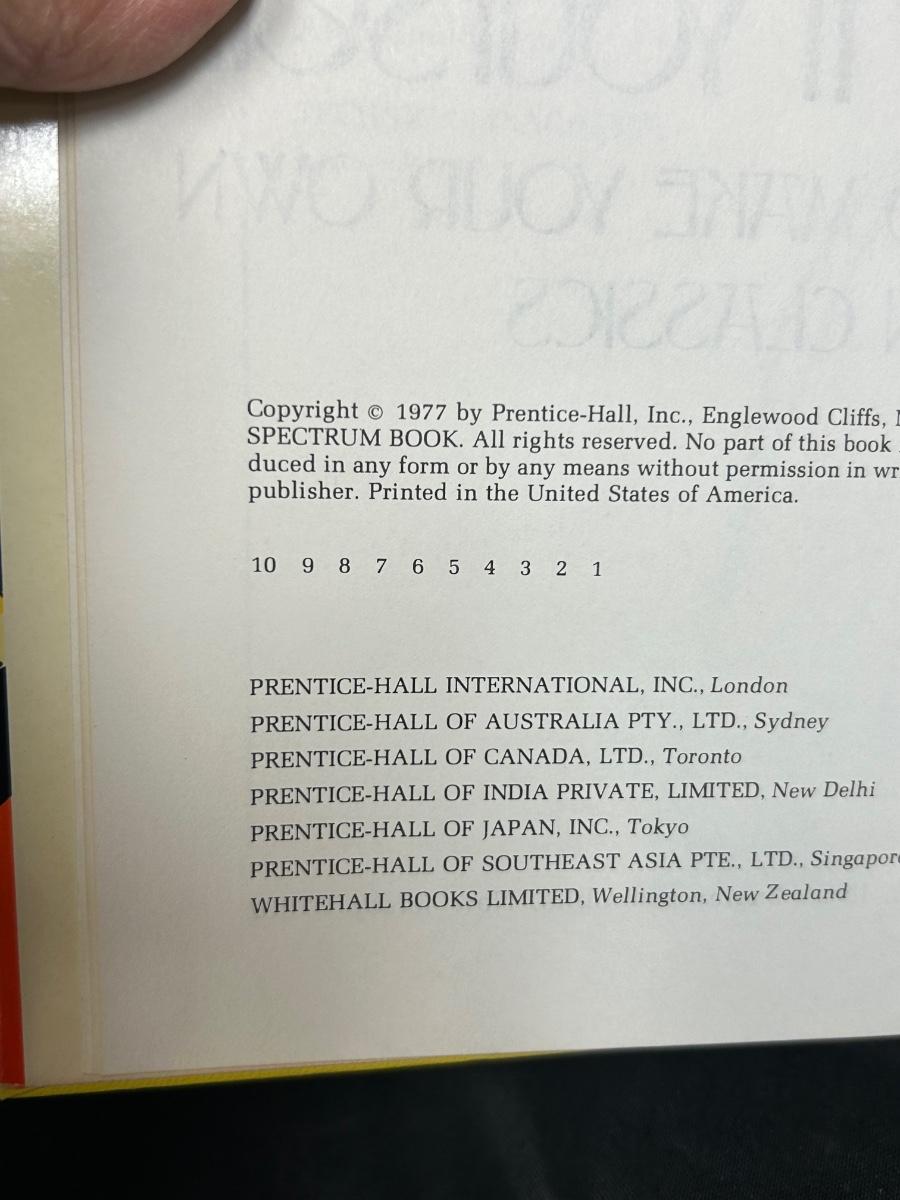 Copyright © 1977 by Prentice-Hall, Inc., Englewood Cliffs,
SPECTRUM BOOK. All rights reserved. No part of this book
duced in any form or by any means without permission in wr
publisher. Printed in the United States of America.
10 9 8 7 6 5 4 3 2 1
PRENTICE-HALL INTERNATIONAL, INC., London
PRENTICE-HALL OF AUSTRALIA PTY., LTD., Sydney
PRENTICE-HALL OF CANADA, LTD., Toronto
PRENTICE-HALL OF INDIA PRIVATE, LIMITED, New Delhi
PRENTICE-HALL OF JAPAN, INC., Tokyo
PRENTICE-HALL OF SOUTHEAST ASIA PTE., LTD., Singapor
WHITEHALL BOOKS LIMITED, Wellington, New Zealand